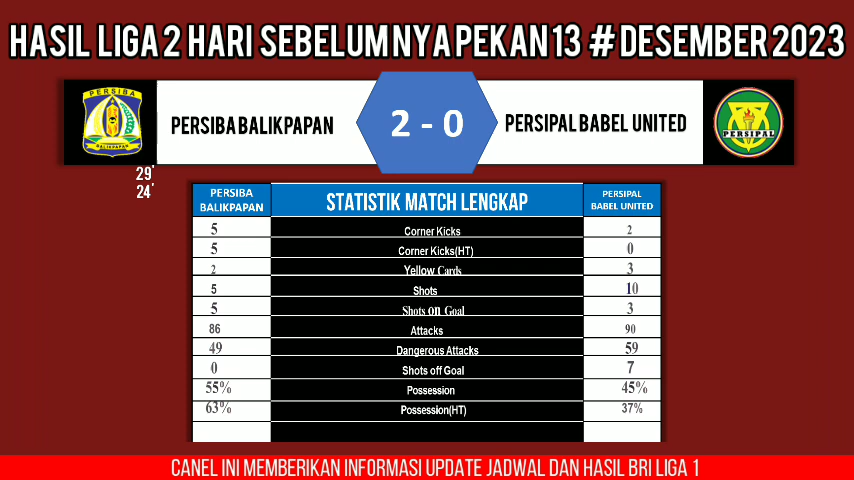 HASIL LIGA 2 HARI SEBELUMNYA PEKAN 13 # DESEMBER 2023
PERSIBA
BALIKPAPAN
PERSIBA BALIKPAPAN
2 - 0
PERSIPAL BABEL UNITED
PERSIPAL
29'
24'
PERSIBA BALIKPAPAN STATISTIK MATCH LENGKAP PERSIPAL BABEL UNITED
5 Corner Kicks 2
5 Corner Kicks(HT) 0
2 Yellow Cards 3
5 Shots 10
5 Shots on Goal 3
86 Attacks 90
49 Dangerous Attacks 59
0 Shots off Goal 7
55% Possession 45%
63% Possession(HT) 37%
CANEL INI MEMBERIKAN INFORMASI UPDATE JADWAL DAN HASIL BRI LIGA 1